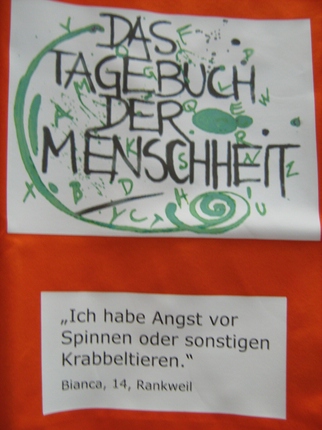 DAS
TAGEBUCH
DER
MENSCHHEIT
„Ich habe Angst vor
Spinnen oder sonstigen
Krabbeltieren.“
Bianca, 14, Rankweil